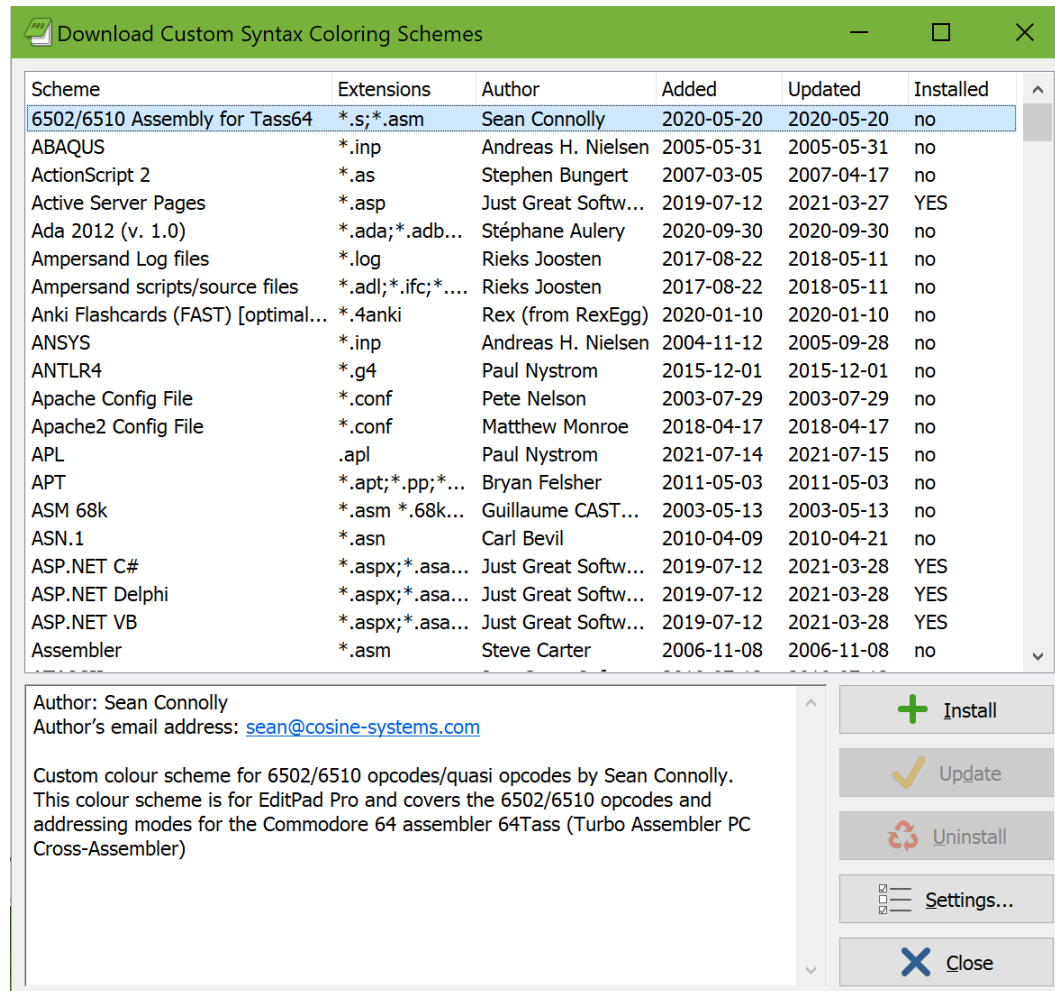 PRO
Download Custom Syntax Coloring Schemes
Scheme Extensions Author Added Updated Installed
6502/6510 Assembly for Tass64 *.s;*.asm Sean Connolly 2020-05-20 2020-05-20 no
ABAQUS *.inp Andreas H. Nielsen 2005-05-31 2005-05-31 no
ActionScript 2 *.as Stephen Bungert 2007-03-05 2007-04-17 no
Active Server Pages *.asp Just Great Softw... 2019-07-12 2021-03-27 YES
Ada 2012 (v. 1.0) *.ada;*.adb... Stéphane Aulery 2020-09-30 2020-09-30 no
Ampersand Log files *.log Rieks Joosten 2017-08-22 2018-05-11 no
Ampersand scripts/source files *.adl;*.ifc;*.... Rieks Joosten 2017-08-22 2018-05-11 no
Anki Flashcards (FAST) [optimal... *.4anki Rex (from RexEgg) 2020-01-10 2020-01-10 no
ANSYS *.inp Andreas H. Nielsen 2004-11-12 2005-09-28 no
ANTLR4 *.g4 Paul Nystrom 2015-12-01 2015-12-01 no
Apache Config File *.conf Pete Nelson 2003-07-29 2003-07-29 no
Apache2 Config File *.conf Matthew Monroe 2018-04-17 2018-04-17 no
APL .apl Paul Nystrom 2021-07-14 2021-07-15 no
APT *.apt;*.pp;*... Bryan Felsher 2011-05-03 2011-05-03 no
ASM 68k *.asm *.68k... Guillaume CAST... 2003-05-13 2003-05-13 no
ASN.1 *.asn Carl Bevil 2010-04-09 2010-04-21 no
ASP.NET C# *.aspx;*.asa... Just Great Softw... 2019-07-12 2021-03-28 YES
ASP.NET Delphi *.aspx;*.asa... Just Great Softw... 2019-07-12 2021-03-28 YES
ASP.NET VB *.aspx;*.asa... Just Great Softw... 2019-07-12 2021-03-28 YES
Assembler *.asm Steve Carter 2006-11-08 2006-11-08 no
Author: Sean Connolly
Author’s email address: sean@cosine-systems.com
Custom colour scheme for 6502/6510 opcodes/quasi opcodes by Sean Connolly.
This colour scheme is for EditPad Pro and covers the 6502/6510 opcodes and
addressing modes for the Commodore 64 assembler 64Tass (Turbo Assembler PC
Cross-Assembler)
Install
Update
Uninstall
Settings...
Close